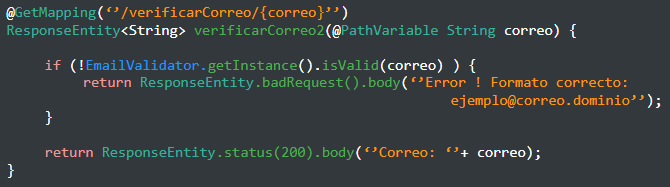 @GetMapping(‘’/verificarCorreo/{correo}’’)
ResponseEntity<String> verificarCorreo2(@PathVariable String correo) {
if (!EmailValidator.getInstance().isValid(correo) ) {
return ResponseEntity.badRequest().body(‘’Error ! Formato correcto:
ejemplo@correo.dominio’’);
}
return ResponseEntity.status(200).body(‘’Correo: ‘’+ correo);
}